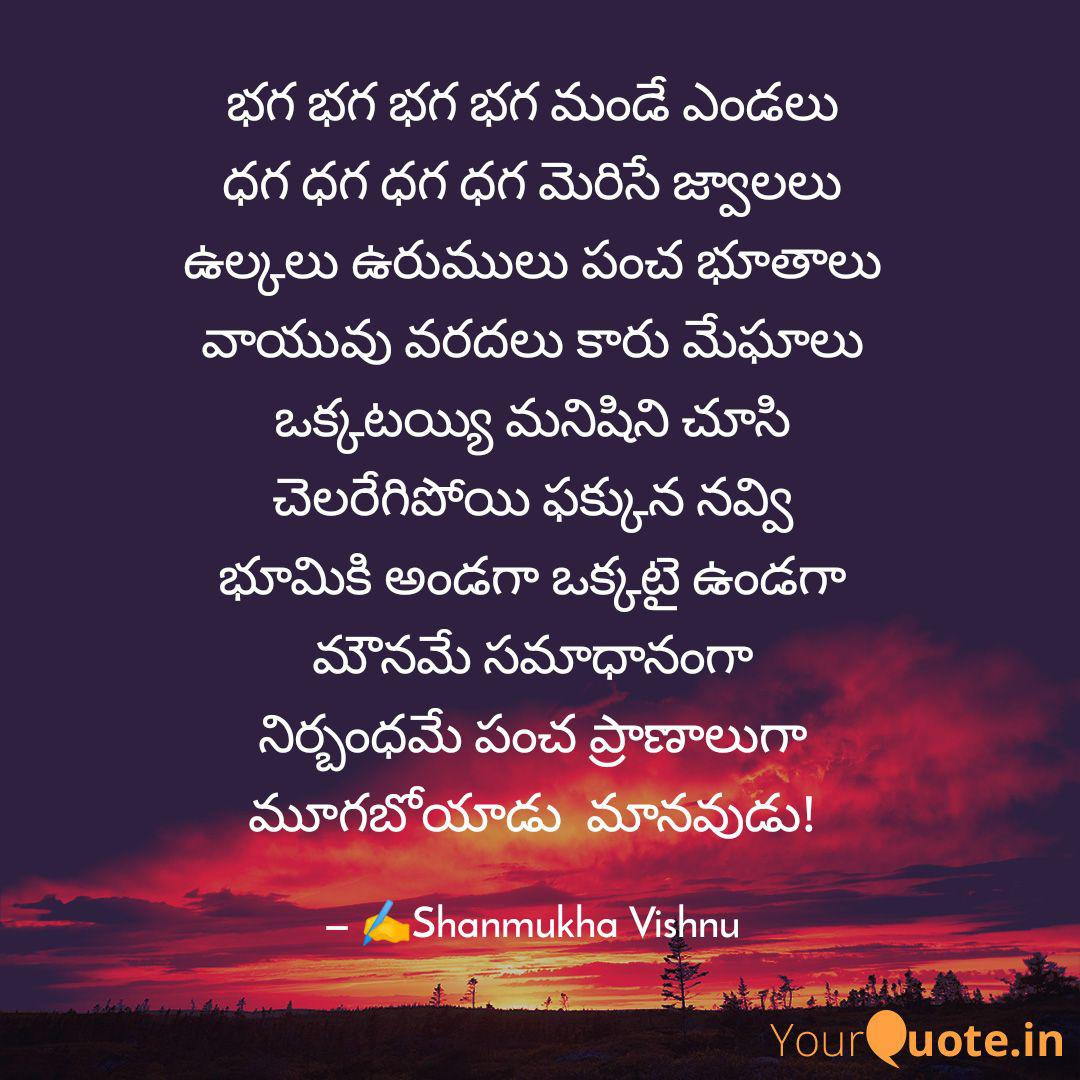 భగ భగ భగ భగ మండే ఎండలు
ధగ ధగ ధగ ధగ మెరిసే జ్వాలలు
ఉల్కలు ఉరుములు పంచ భూతాలు
వాయువు వరదలు కారు మేఘాలు
ఒక్కటయ్యి మనిషిని చూసి
చెలరేగిపోయి ఫక్కున నవ్వి
భూమికి అండగా ఒక్కటై ఉండగా
మౌనమే సమాధానంగా
నిర్బంధమే పంచ ప్రాణాలుగా
మూగబోయాడు మానవుడు!
– ✍️Shanmukha Vishnu
YourQuote.in